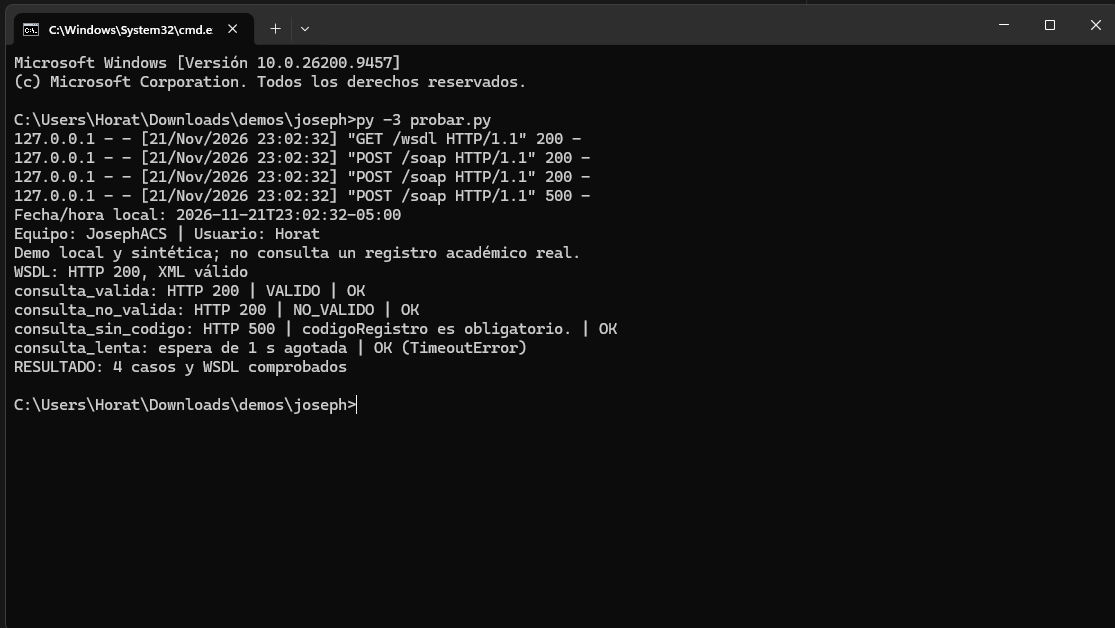 C:\Windows\System32\cmd.e
Microsoft Windows [Versión 10.0.26200.9457]
(c) Microsoft Corporation. Todos los derechos reservados.
C:\Users\Horat\Downloads\demos\joseph>py -3 probar.py
127.0.0.1 - - [21/Nov/2026 23:02:32] "GET /wsdl HTTP/1.1" 200 -
127.0.0.1 - - [21/Nov/2026 23:02:32] "POST /soap HTTP/1.1" 200 -
127.0.0.1 - - [21/Nov/2026 23:02:32] "POST /soap HTTP/1.1" 200 -
127.0.0.1 - - [21/Nov/2026 23:02:32] "POST /soap HTTP/1.1" 500 -
Fecha/hora local: 2026-11-21T23:02:32-05:00
Equipo: JosephACS | Usuario: Horat
Demo local y sintética; no consulta un registro académico real.
WSDL: HTTP 200, XML válido
consulta_valida: HTTP 200 | VALIDO | OK
consulta_no_valida: HTTP 200 | NO_VALIDO | OK
consulta_sin_codigo: HTTP 500 | codigoRegistro es obligatorio. | OK
consulta_lenta: espera de 1 s agotada | OK (TimeoutError)
RESULTADO: 4 casos y WSDL comprobados
C:\Users\Horat\Downloads\demos\joseph>